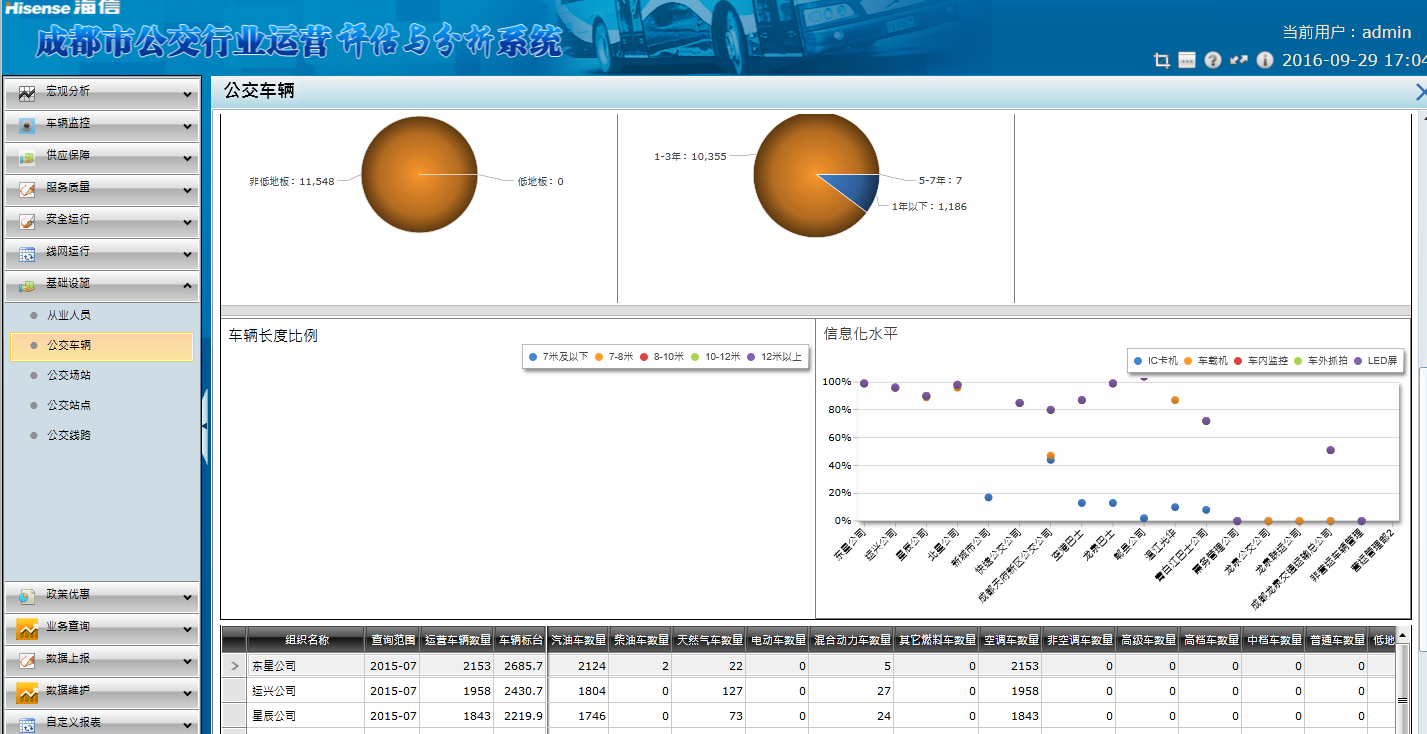 Hisense 海信
成都市公交行业运营评估与分析系统
当前用户：admin
2016-09-29 17:04
宏观分析
车辆监控
供应保障
服务质量
安全运行
线网运行
基础设施
从业人员
公交车辆
公交场站
公交站点
公交线路
政策优惠
业务查询
数据上报
数据维护
自定义报表
公交车辆
非低地板：11,548
低地板：0
1-3年：10,355
5-7年：7
1年以下：1,186
车辆长度比例
7米及以下 7-8米 8-10米 10-12米 12米以上
信息化水平
IC卡机 车载机 车内监控 车外抓拍 LED屏
100%
80%
60%
40%
20%
0%
东星公司
运兴公司
星辰公司
北星公司
新城市公司
快速公交公司
成都天府新区公交公司
空港巴士
龙泉巴士
郫县公司
温江光华
青白江巴士公司
票务管理公司
龙泉公交公司
龙泉联运公司
成都龙泉交通运输总公司
非营运车辆管理
营运管理部2
组织名称 查询范围 运营车辆数量 车辆标台 汽油车数量 柴油车数量 天然气车数量 电动车数量 混合动力车数量 其它燃料车数量 空调车数量 非空调车数量 高级车数量 高档车数量 中档车数量 普通车数量 低地
东星公司 2015-07 2153 2685.7 2124 2 22 0 5 0 2153 0 0 0 0 0
运兴公司 2015-07 1958 2430.7 1804 0 127 0 27 0 1958 0 0 0 0 0
星辰公司 2015-07 1843 2219.9 1746 0 73 0 24 0 1843 0 0 0 0 0